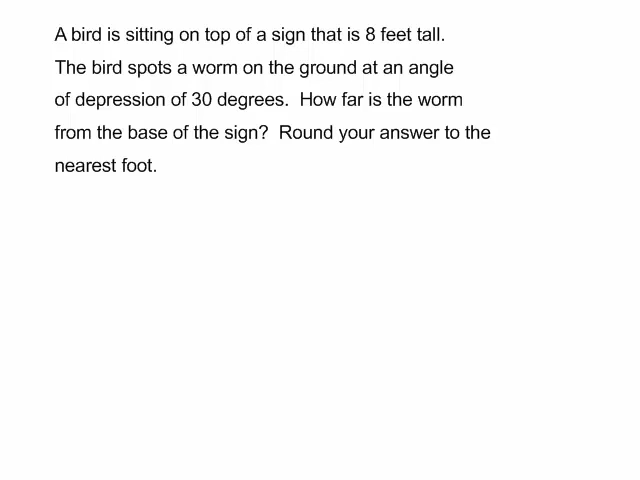 A bird is sitting on top of a sign that is 8 feet tall.
The bird spots a worm on the ground at an angle
of depression of 30 degrees.  How far is the worm
from the base of the sign?  Round your answer to the
nearest foot.